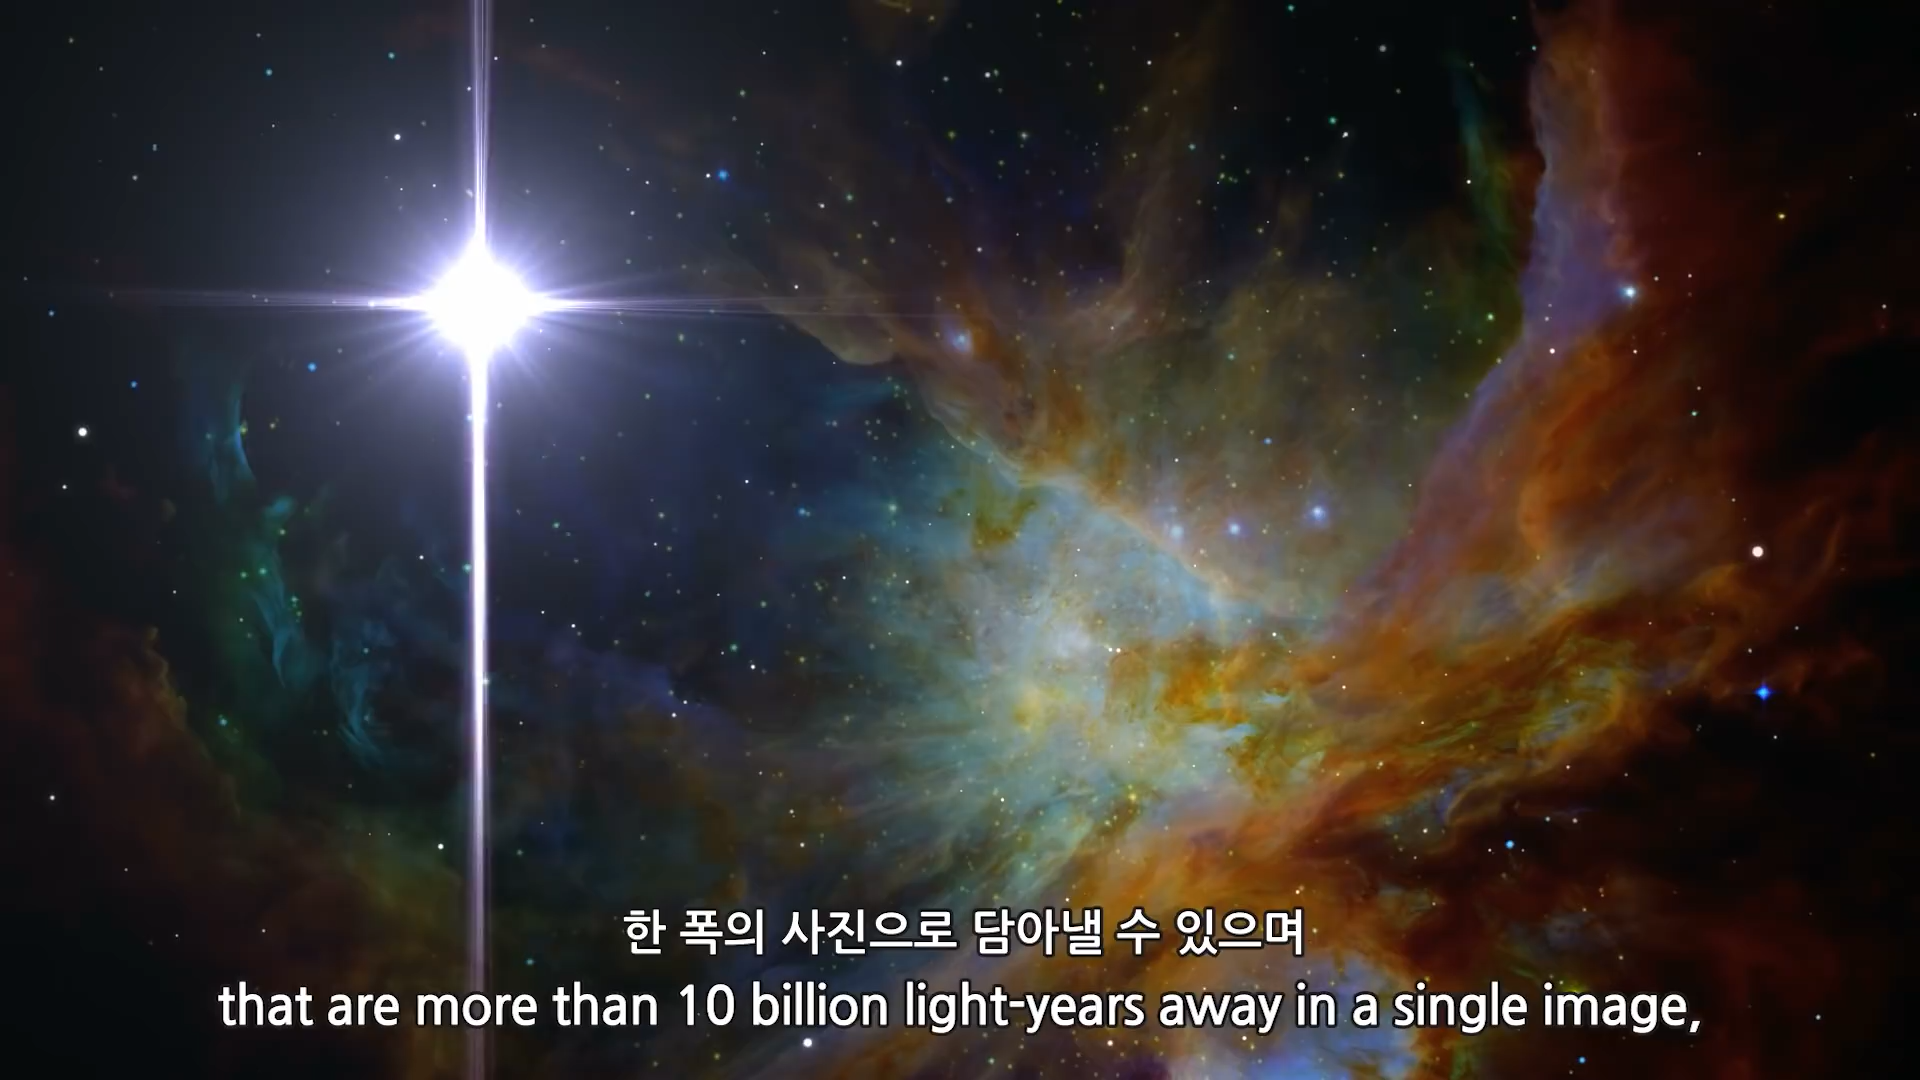 한 폭의 사진으로 담아낼 수 있으며
that are more than 10 billion light-years away in a single image,